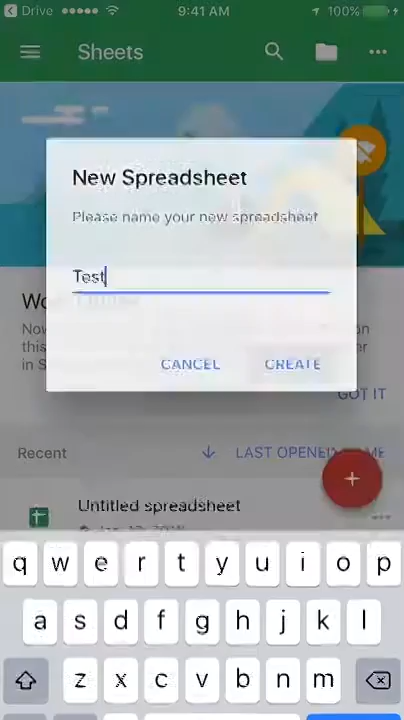 Drive 9:41 AM 100%
Sheets
New Spreadsheet
Please name your new spreadsheet
Test
CANCEL CREATE
GOT IT
Recent LAST OPENED
Untitled spreadsheet
q w e r t y u i o p
a s d f g h j k l
z x c v b n m